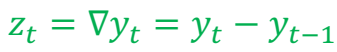 z_t = ∇y_t = y_t − y_{t−1}